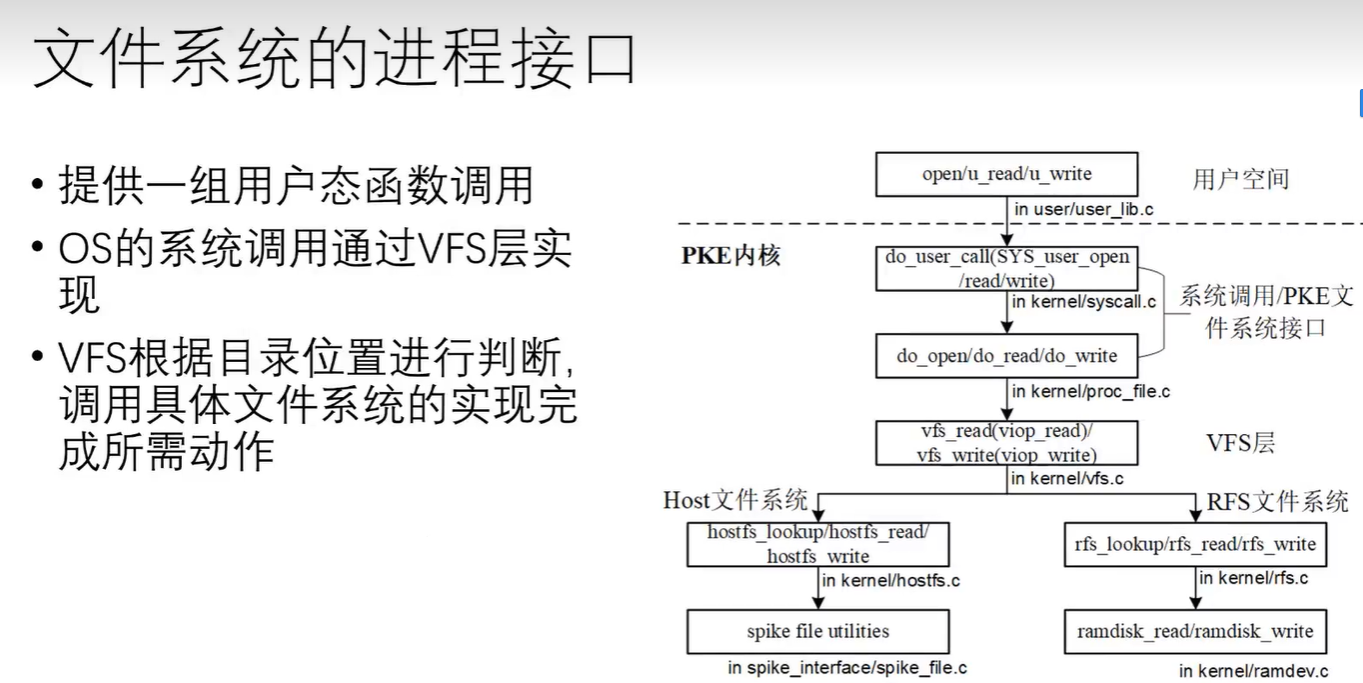 文件系统的进程接口
• 提供一组用户态函数调用
• OS的系统调用通过VFS层实
现
• VFS根据目录位置进行判断,
调用具体文件系统的实现完
成所需动作
open/u_read/u_write
用户空间
in user/user_lib.c
PKE内核
do_user_call(SYS_user_open
/read/write)
in kernel/syscall.c
系统调用/PKE文
件系统接口
do_open/do_read/do_write
in kernel/proc_file.c
vfs_read(viop_read)/
vfs_write(viop_write)
VFS层
in kernel/vfs.c
Host文件系统
RFS文件系统
hostfs_lookup/hostfs_read/
hostfs_write
rfs_lookup/rfs_read/rfs_write
in kernel/hostfs.c
in kernel/rfs.c
spike file utilities
ramdisk_read/ramdisk_write
in spike_interface/spike_file.c
in kernel/ramdev.c